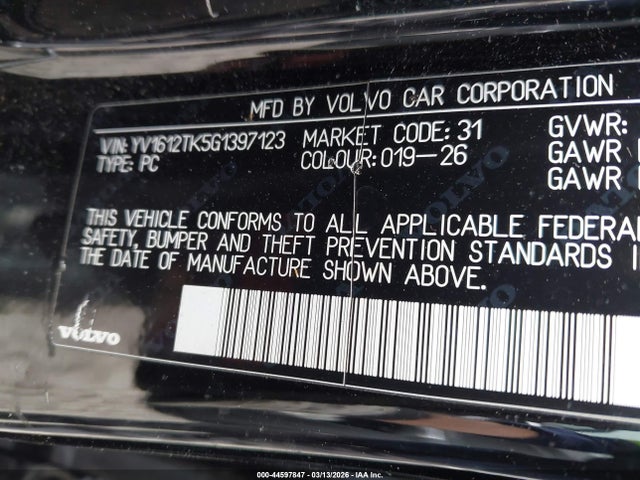 MFD BY VOLVO CAR CORPORATION
VIN: YV1612TK5G1397123 MARKET CODE: 31 GVWR:
TYPE: PC COLOUR: 019-26 GAWR
GAWR
THIS VEHICLE CONFORMS TO ALL APPLICABLE FEDERAL
SAFETY, BUMPER AND THEFT PREVENTION STANDARDS
THE DATE OF MANUFACTURE SHOWN ABOVE.
VOLVO
000-44597847 - 03/13/2026 - IAA Inc.